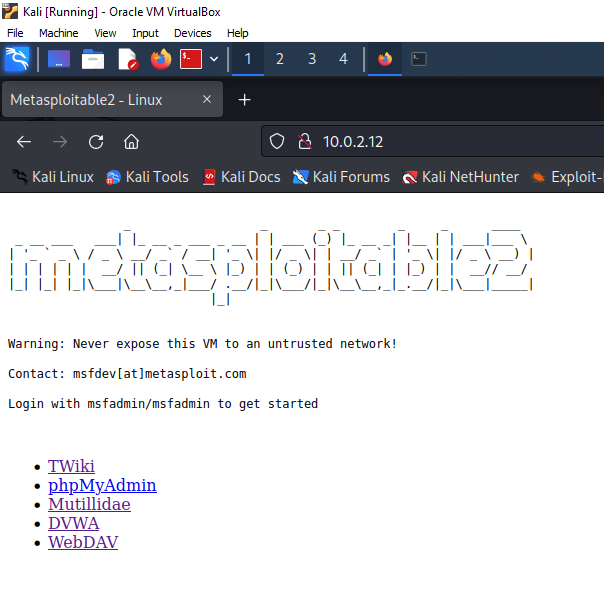 Kali [Running] - Oracle VM VirtualBox
File Machine View Input Devices Help
1 2 3 4
Metasploitable2 - Linux
10.0.2.12
Kali Linux Kali Tools Kali Docs Kali Forums Kali NetHunter Exploit-
metasploitable2
Warning: Never expose this VM to an untrusted network!
Contact: msfdev[at]metasploit.com
Login with msfadmin/msfadmin to get started
TWiki
phpMyAdmin
Mutillidae
DVWA
WebDAV